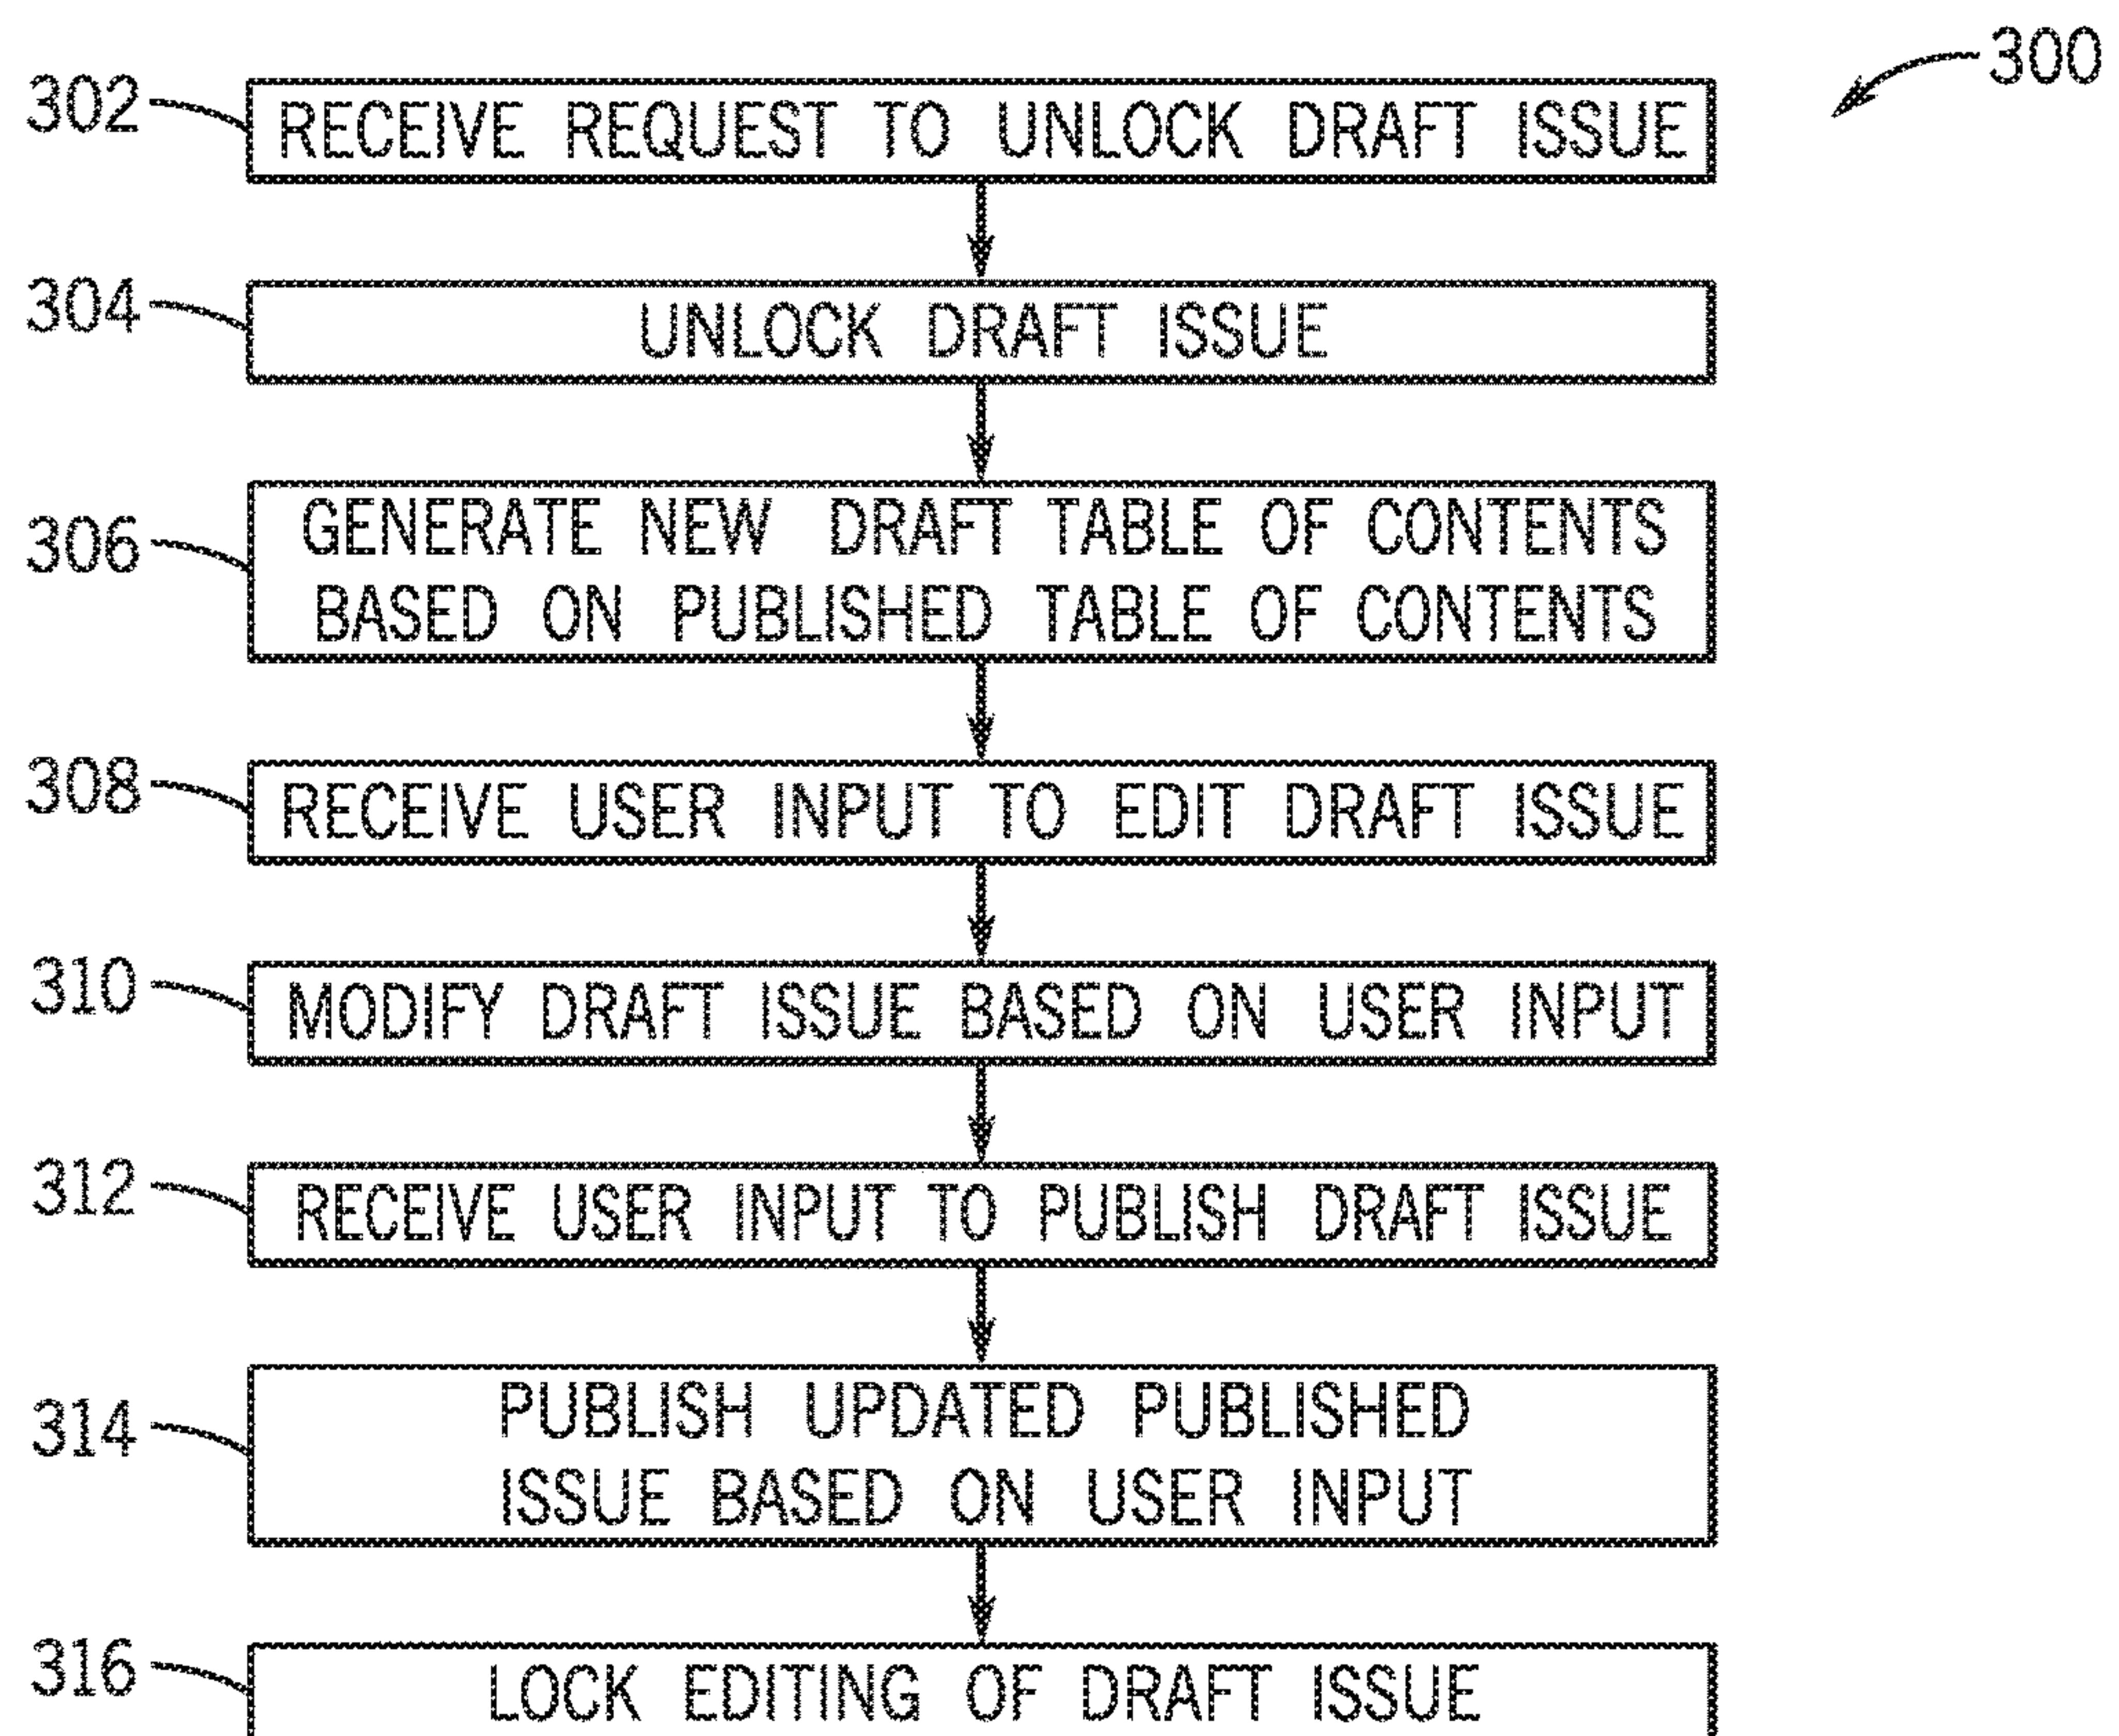 300
302
RECEIVE REQUEST TO UNLOCK DRAFT ISSUE
304
UNLOCK DRAFT ISSUE
306
GENERATE NEW DRAFT TABLE OF CONTENTS
BASED ON PUBLISHED TABLE OF CONTENTS
308
RECEIVE USER INPUT TO EDIT DRAFT ISSUE
310
MODIFY DRAFT ISSUE BASED ON USER INPUT
312
RECEIVE USER INPUT TO PUBLISH DRAFT ISSUE
314
PUBLISH UPDATED PUBLISHED
ISSUE BASED ON USER INPUT
316
LOCK EDITING OF DRAFT ISSUE